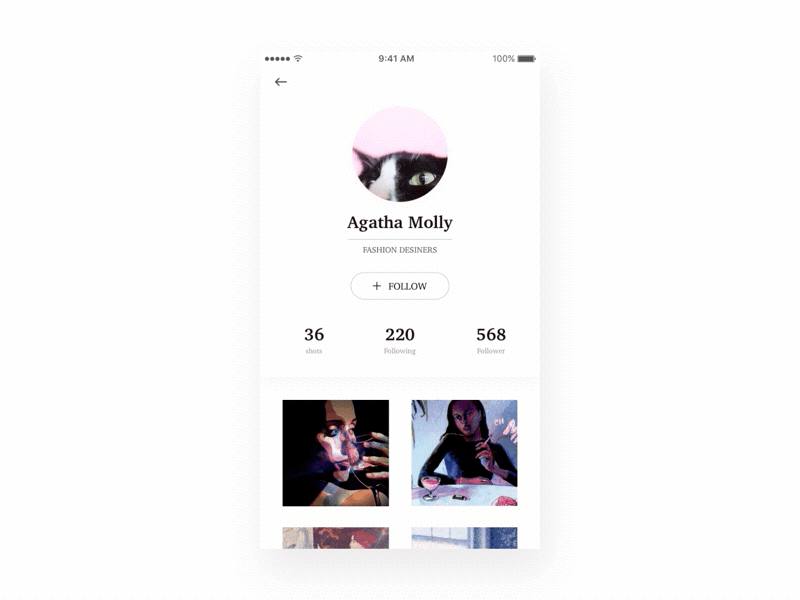 9:41 AM 100%
Agatha Molly
FASHION DESINERS
+ FOLLOW
36 220 568
shots Following Follower